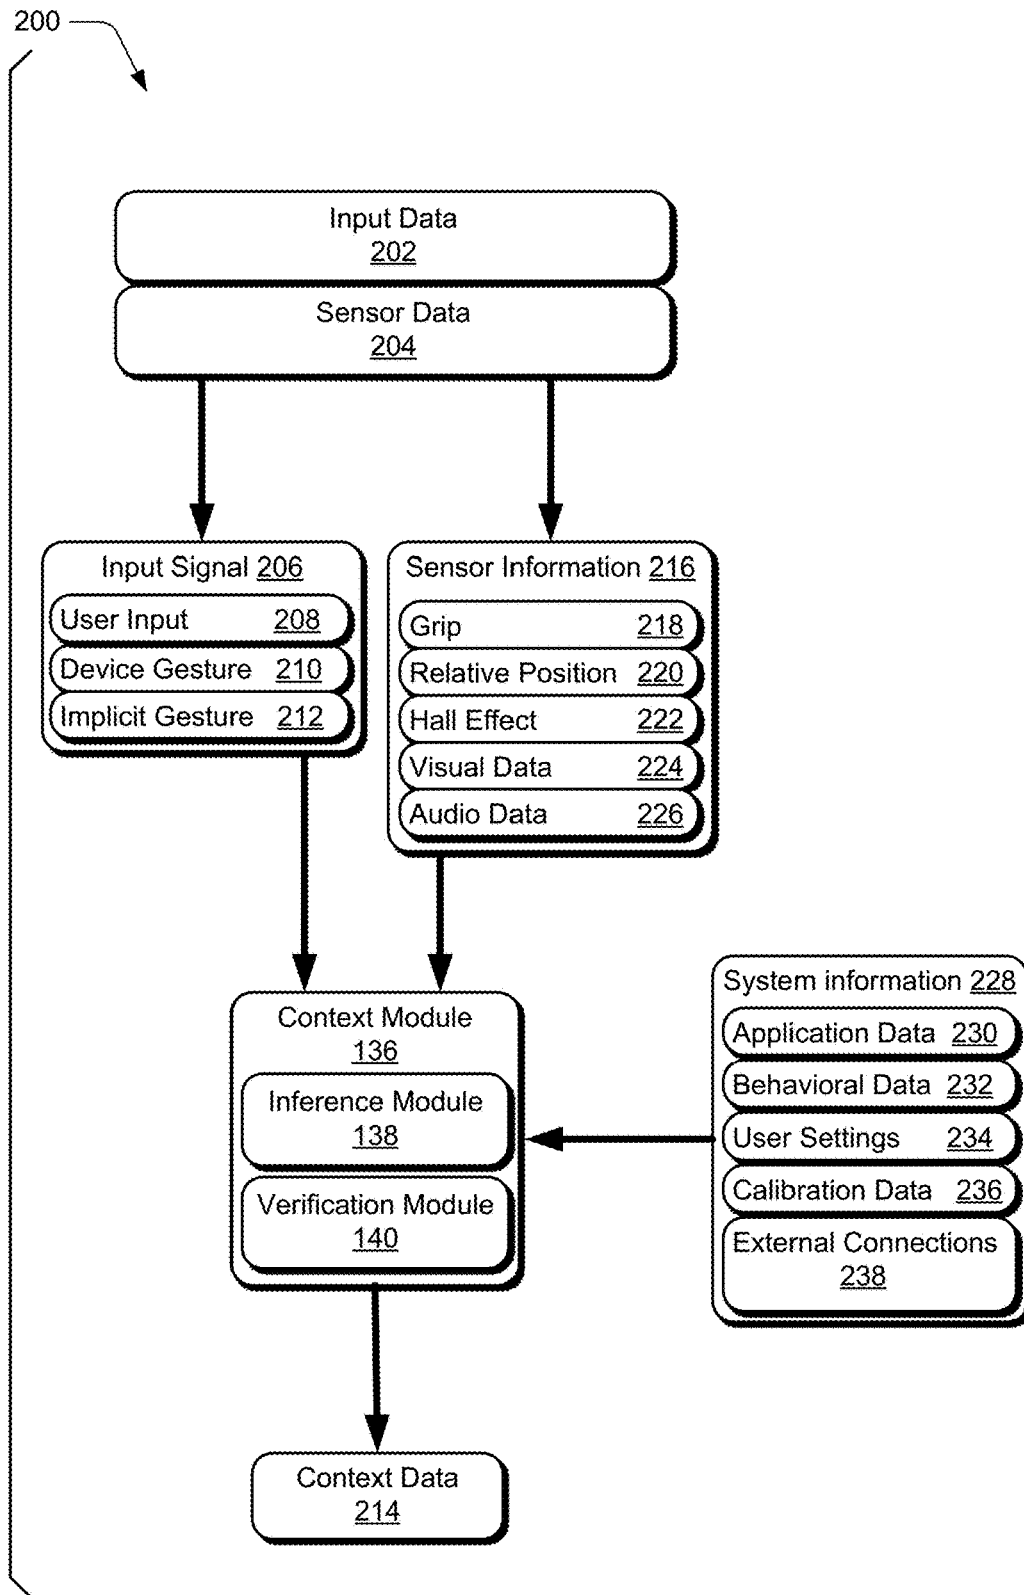 200
Input Data
202
Sensor Data
204
Input Signal 206
User Input 208
Device Gesture 210
Implicit Gesture 212
Sensor Information 216
Grip 218
Relative Position 220
Hall Effect 222
Visual Data 224
Audio Data 226
Context Module
136
Inference Module
138
Verification Module
140
System information 228
Application Data 230
Behavioral Data 232
User Settings 234
Calibration Data 236
External Connections
238
Context Data
214